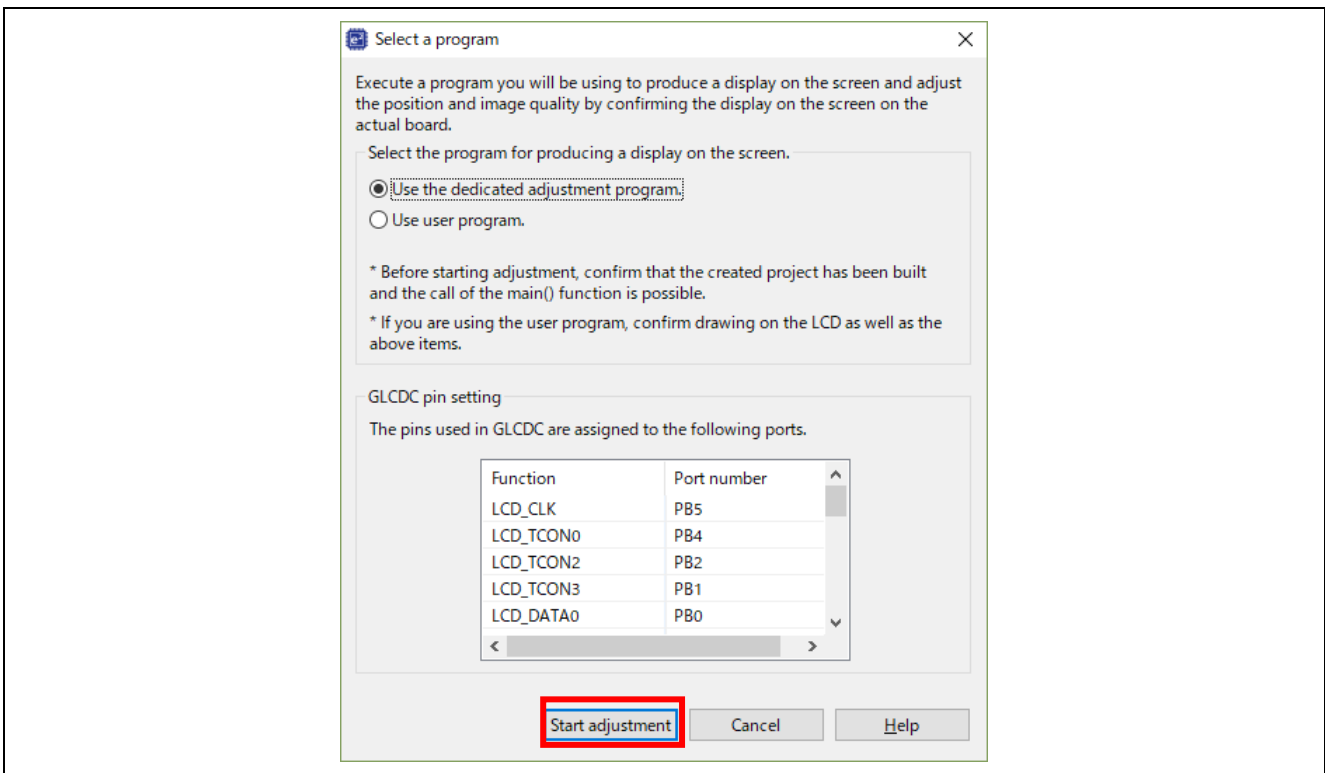 Select a program
Execute a program you will be using to produce a display on the screen and adjust
the position and image quality by confirming the display on the screen on the
actual board.
Select the program for producing a display on the screen.
Use the dedicated adjustment program.
Use user program.
* Before starting adjustment, confirm that the created project has been built
and the call of the main() function is possible.
* If you are using the user program, confirm drawing on the LCD as well as the
above items.
GLCDC pin setting
The pins used in GLCDC are assigned to the following ports.
Function Port number
LCD_CLK PB5
LCD_TCON0 PB4
LCD_TCON2 PB2
LCD_TCON3 PB1
LCD_DATA0 PB0
Start adjustment Cancel Help